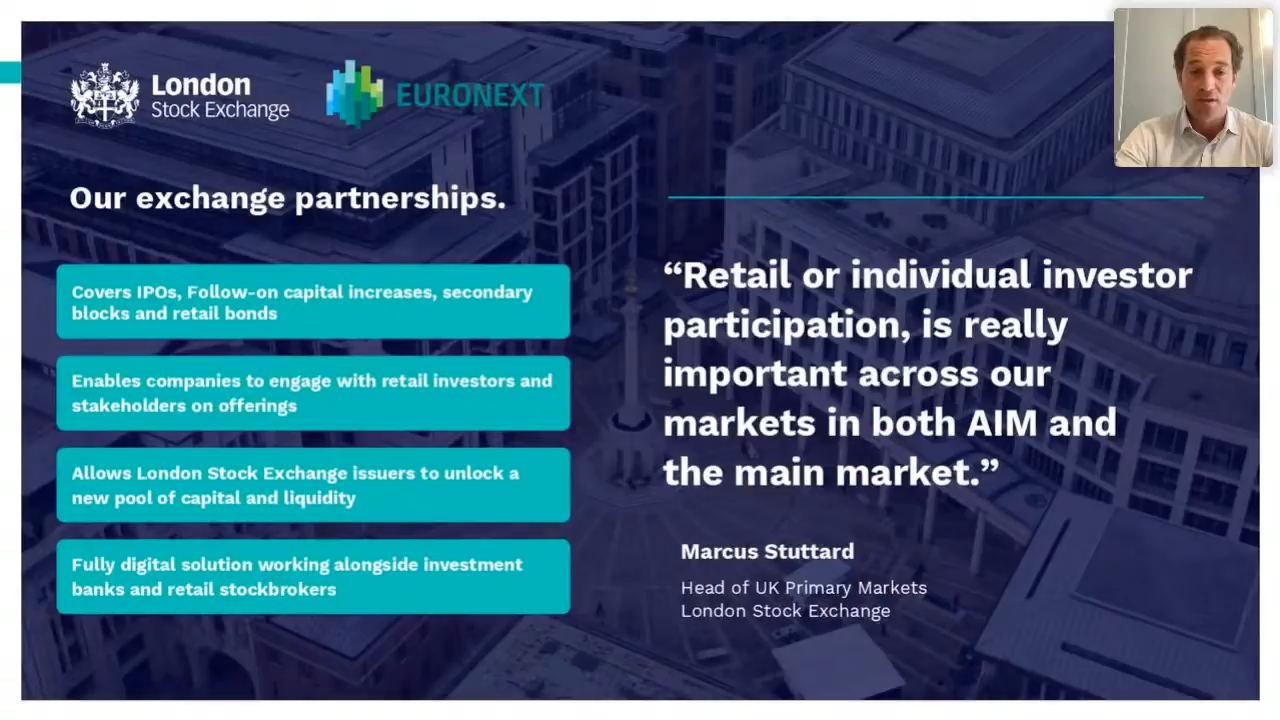 London
Stock Exchange
EURONEXT
Our exchange partnerships.
Covers IPOs, Follow-on capital increases, secondary
blocks and retail bonds
Enables companies to engage with retail investors and
stakeholders on offerings
Allows London Stock Exchange issuers to unlock a
new pool of capital and liquidity
Fully digital solution working alongside investment
banks and retail stockbrokers
“Retail or individual investor
participation, is really
important across our
markets in both AIM and
the main market.”
Marcus Stuttard
Head of UK Primary Markets
London Stock Exchange